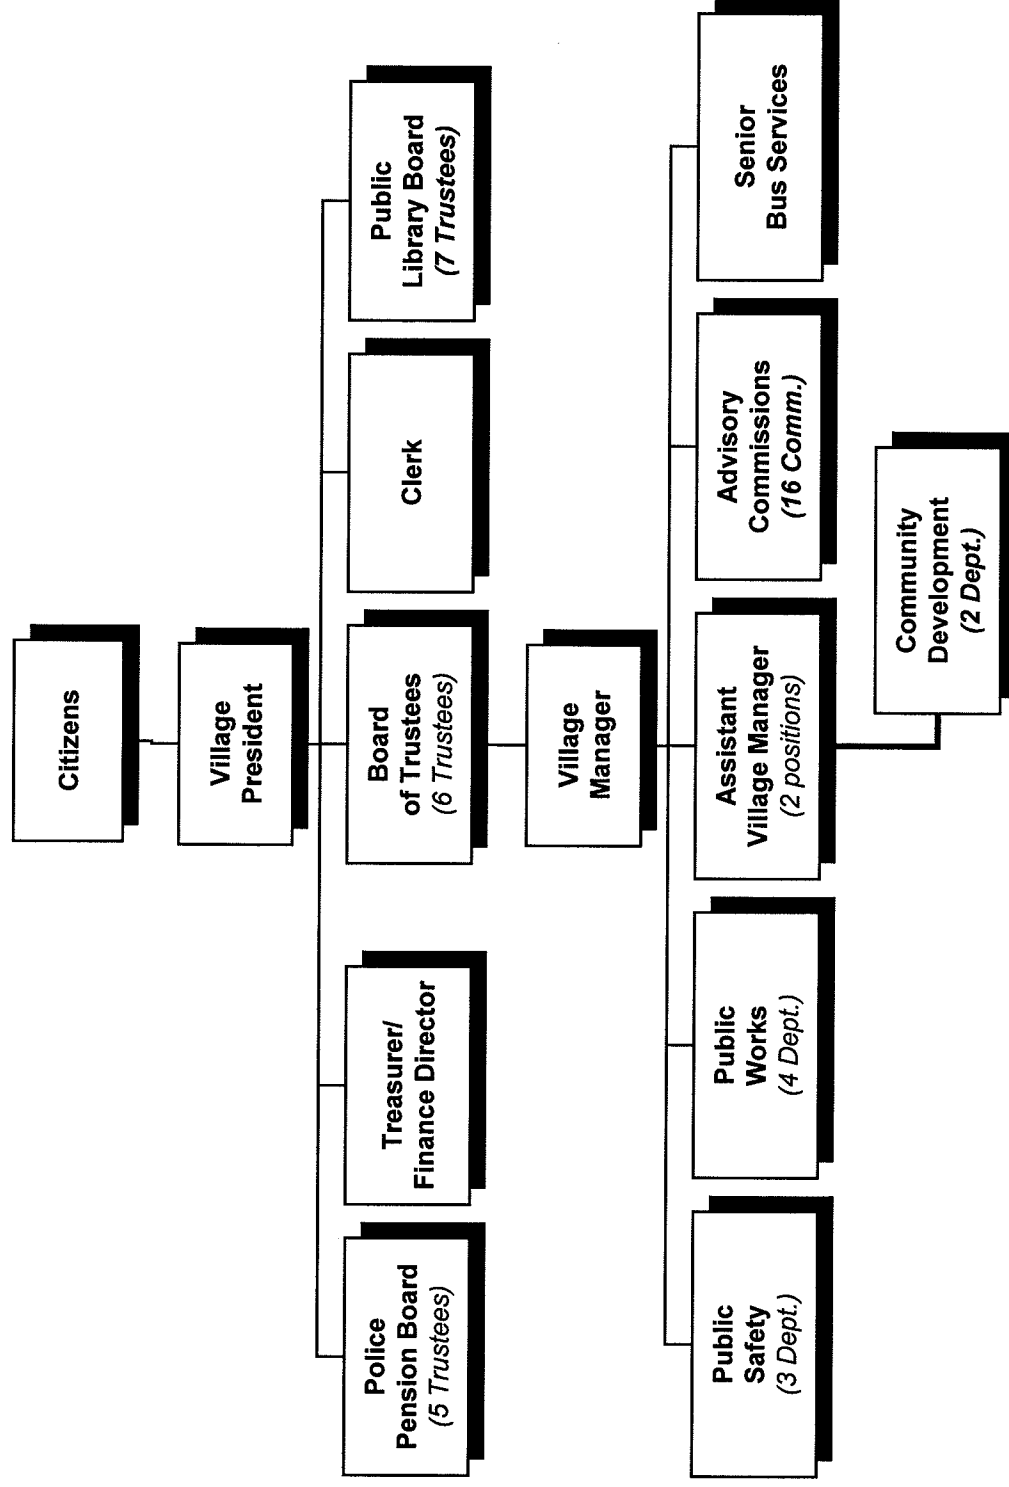 Citizens
Village
President
Police
Pension Board
(5 Trustees)
Treasurer/
Finance Director
Board
of Trustees
(6 Trustees)
Clerk
Public
Library Board
(7 Trustees)
Village
Manager
Public
Safety
(3 Dept.)
Public
Works
(4 Dept.)
Assistant
Village Manager
(2 positions)
Advisory
Commissions
(16 Comm.)
Senior
Bus Services
Community
Development
(2 Dept.)